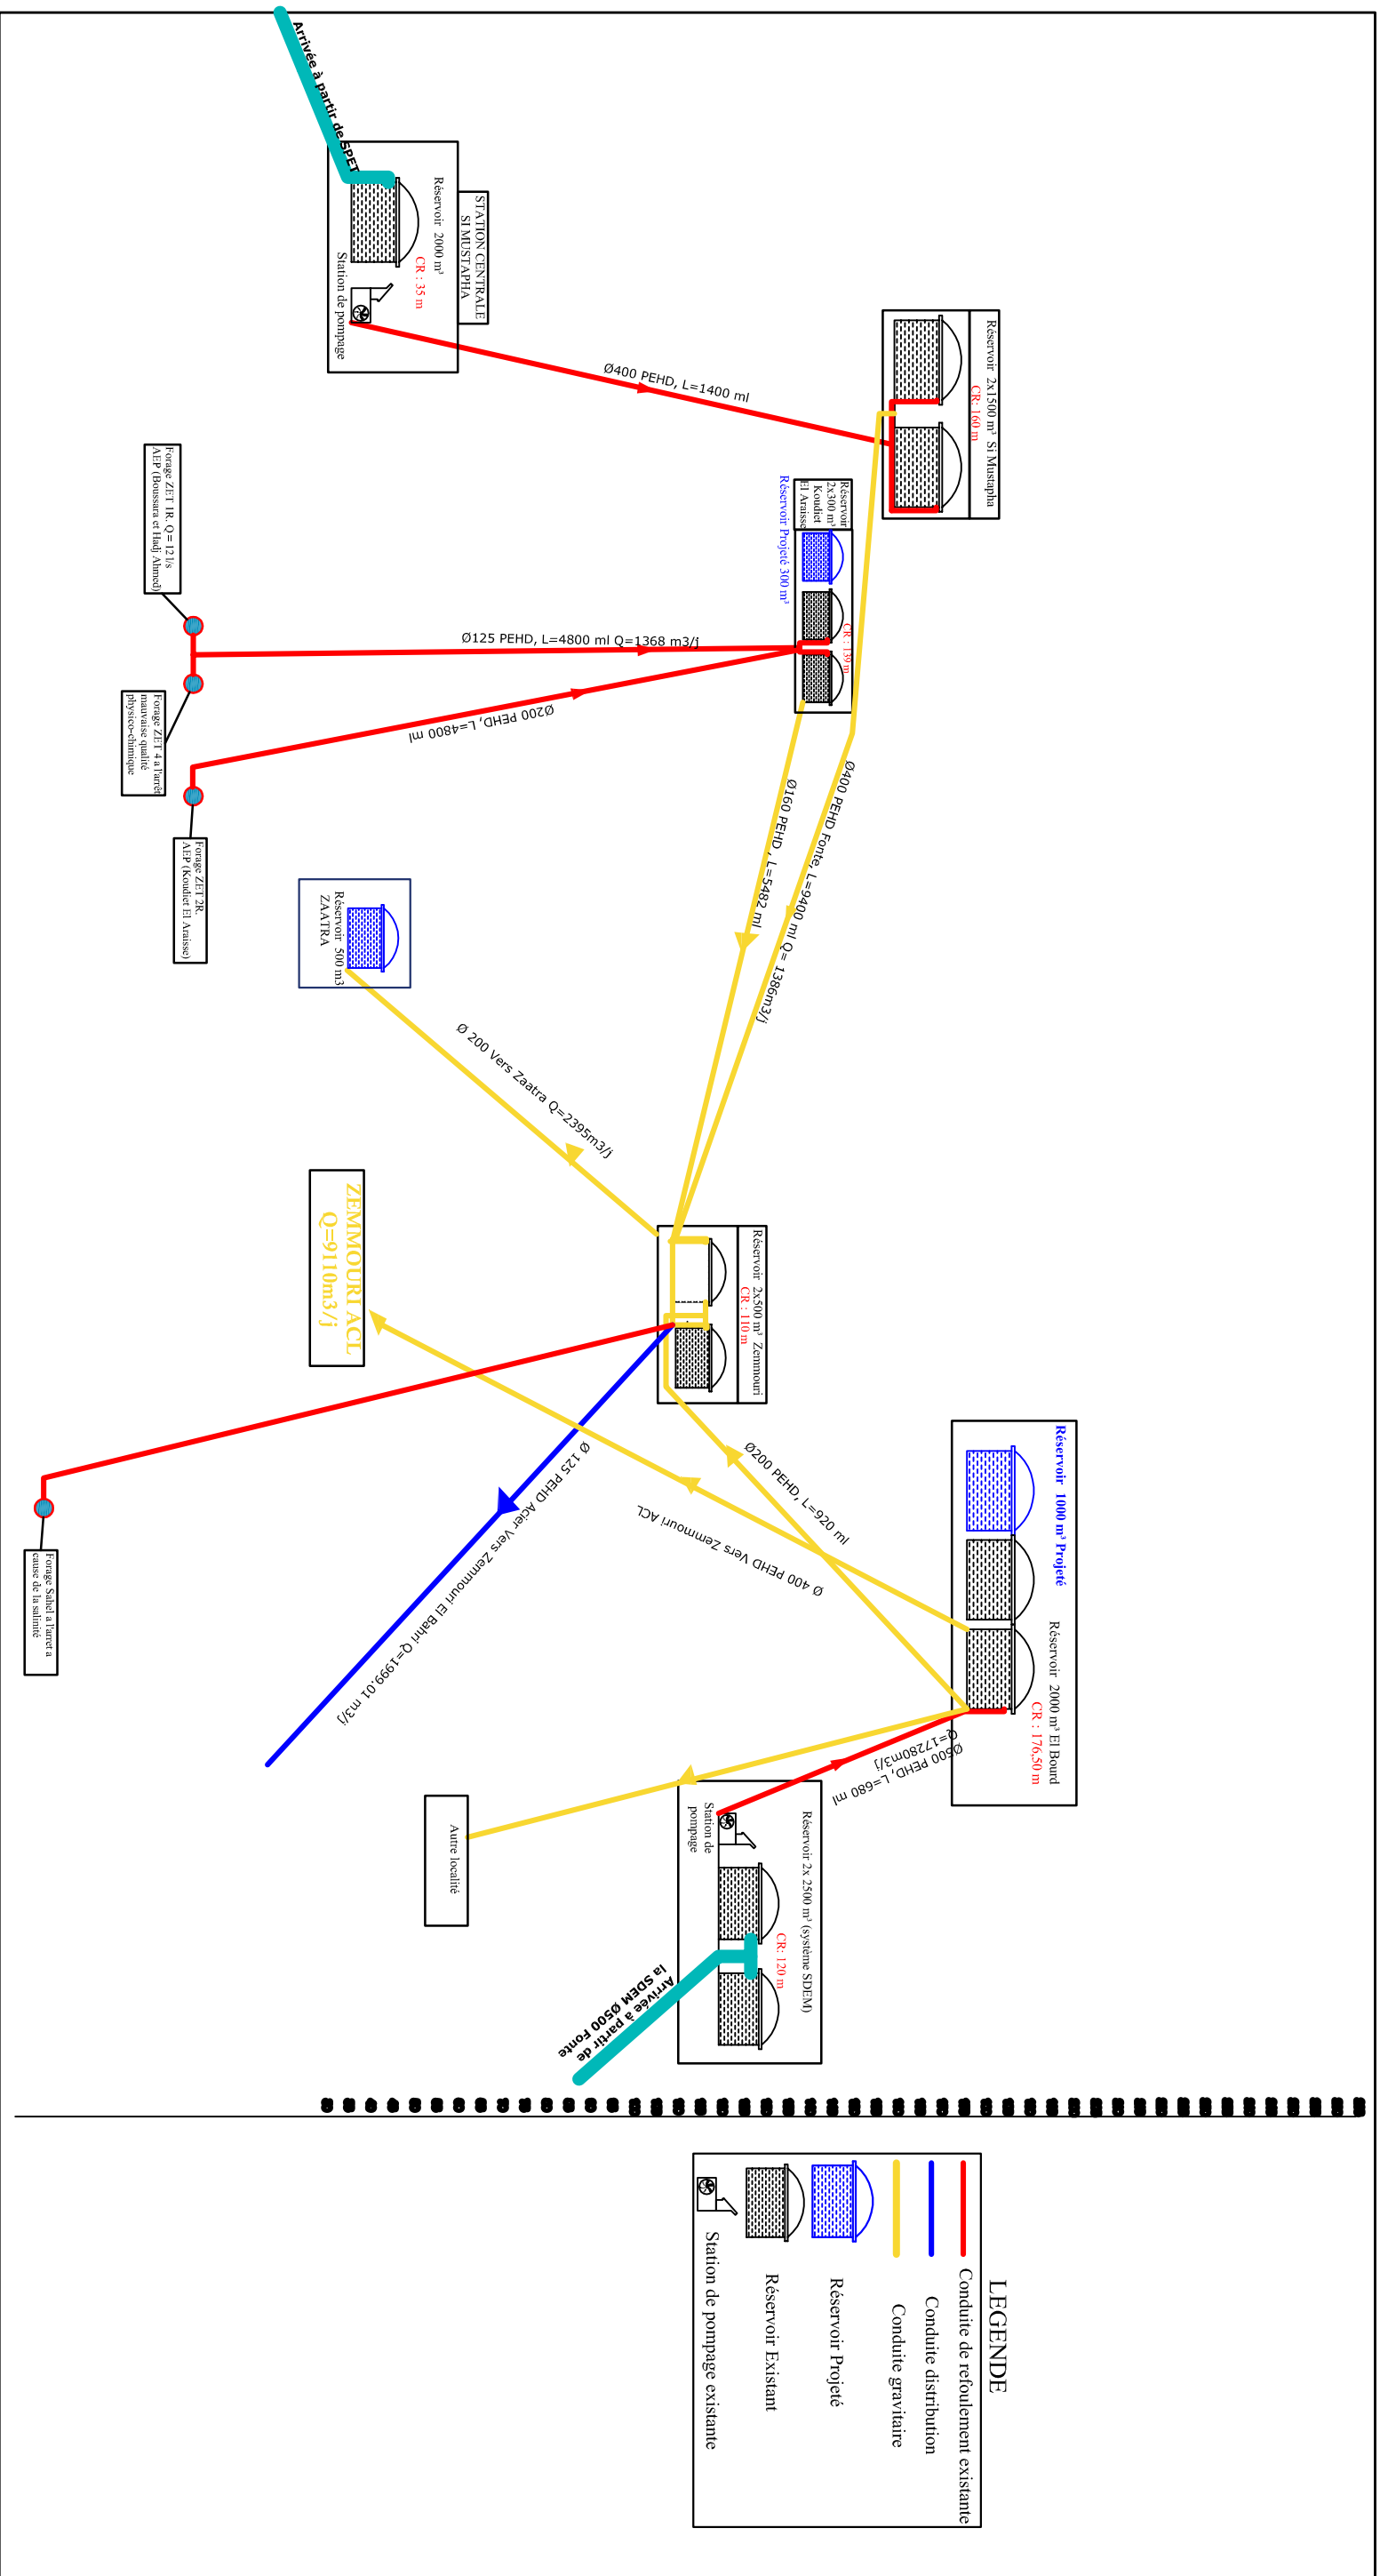 Arrivée à partir de SPET
STATION CENTRALE
SI MUSTAPHA
Réservoir 2000 m³
CR : 35 m
Station de pompage
Ø400 PEHD, L=1400 ml
Réservoir 2x1500 m³ Si Mustapha
CR: 160 m
Réservoir
2x300 m³
Koudiet
El Araisse
Réservoir Projeté 300 m³
CR : 139 m
Forage ZET 1R. Q= 12 l/s
AEP (Boussara et Hadj Ahmed)
Forage ZET 4 a l'arrêt
mauvaise qualité
physico-chimique
Forage ZET 2R.
AEP (Koudiet El Araisse)
Ø125 PEHD, L=4800 ml Q=1368 m3/j
Ø200 PEHD, L=4800 ml
Ø160 PEHD , L=5482 ml
Ø400 PEHD Fonte, L=9400 ml Q= 1386m3/j
Réservoir 500 m3
ZAATRA
Ø 200 Vers Zaatra Q=2395m3/j
ZEMMOURI ACL
Q=9110m3/j
Réservoir 2x500 m³ Zemmouri
CR : 110 m
Ø200 PEHD, L=920 ml
Ø 400 PEHD Vers Zemmouri ACL
Ø 125 PEHD Acier Vers Zemmouri El Bahri Q=1999.01 m3/j
Forage Sahel a l'arret a
cause de la salinité
Réservoir 1000 m³ Projeté
Réservoir 2000 m³ El Bourd
CR : 176,50 m
Ø500 PEHD, L=680 ml
Q=17280m3/j
Autre localité
Réservoir 2x 2500 m³ (système SDEM)
CR: 120 m
Station de
pompage
Arrivée à partir de
la SDEM Ø500 Fonte
LEGENDE
Conduite de refoulement existante
Conduite distribution
Conduite gravitaire
Réservoir Projeté
Réservoir Existant
Station de pompage existante